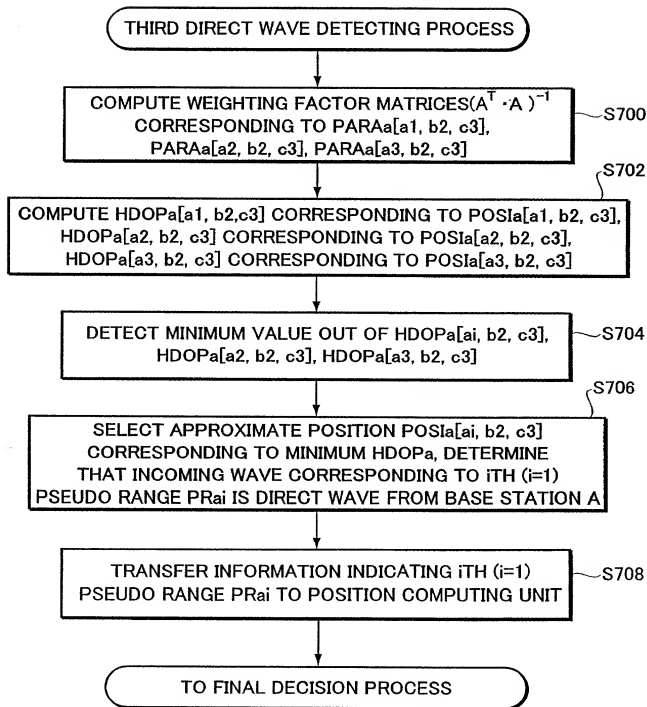 THIRD DIRECT WAVE DETECTING PROCESS
COMPUTE WEIGHTING FACTOR MATRICES(A^T ·A )^-1
CORRESPONDING TO PARAa[a1, b2, c3],
PARAa[a2, b2, c3], PARAa[a3, b2, c3]
S700
S702
COMPUTE HDOPa[a1, b2,c3] CORRESPONDING TO POSIa[a1, b2, c3],
HDOPa[a2, b2, c3] CORRESPONDING TO POSIa[a2, b2, c3],
HDOPa[a3, b2, c3] CORRESPONDING TO POSIa[a3, b2, c3]
DETECT MINIMUM VALUE OUT OF HDOPa[ai, b2, c3],
HDOPa[a2, b2, c3], HDOPa[a3, b2, c3]
S704
S706
SELECT APPROXIMATE POSITION POSIa[ai, b2, c3]
CORRESPONDING TO MINIMUM HDOPa, DETERMINE
THAT INCOMING WAVE CORRESPONDING TO iTH (i=1)
PSEUDO RANGE PRai IS DIRECT WAVE FROM BASE STATION A
TRANSFER INFORMATION INDICATING iTH (i=1)
PSEUDO RANGE PRai TO POSITION COMPUTING UNIT
S708
TO FINAL DECISION PROCESS